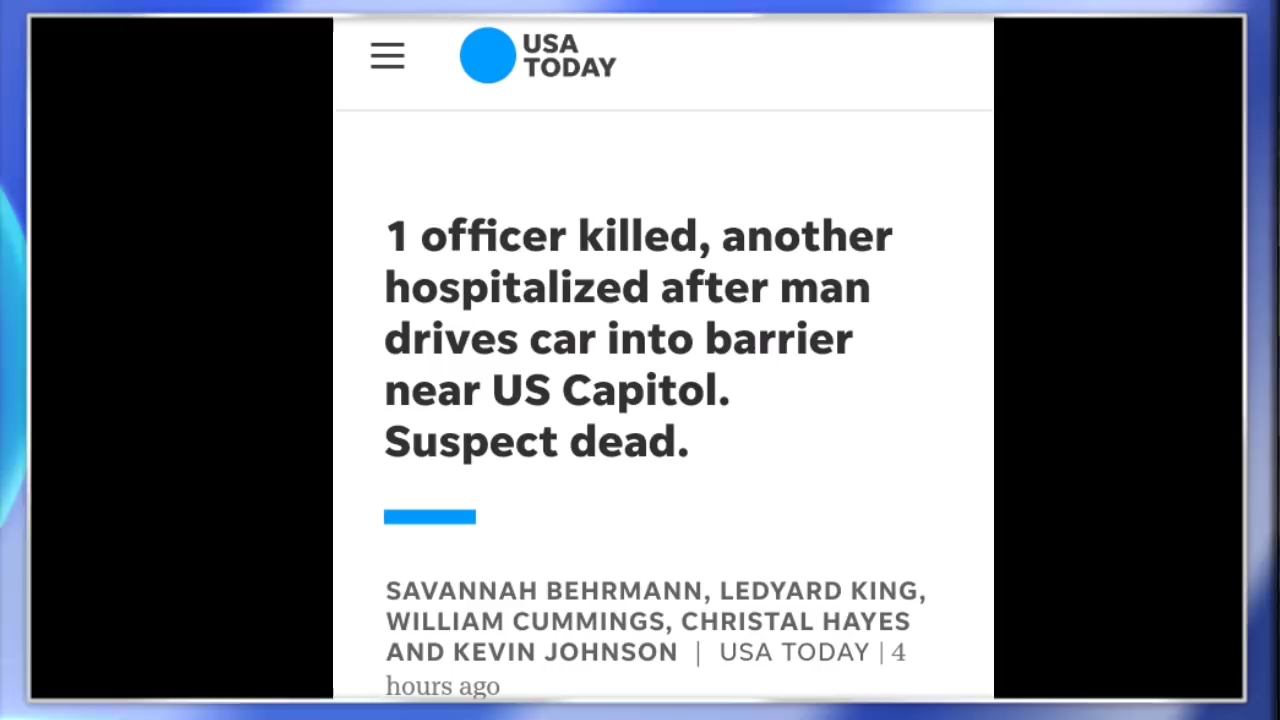 USA
TODAY
1 officer killed, another
hospitalized after man
drives car into barrier
near US Capitol.
Suspect dead.
SAVANNAH BEHRMANN, LEDYARD KING,
WILLIAM CUMMINGS, CHRISTAL HAYES
AND KEVIN JOHNSON | USA TODAY | 4
hours ago